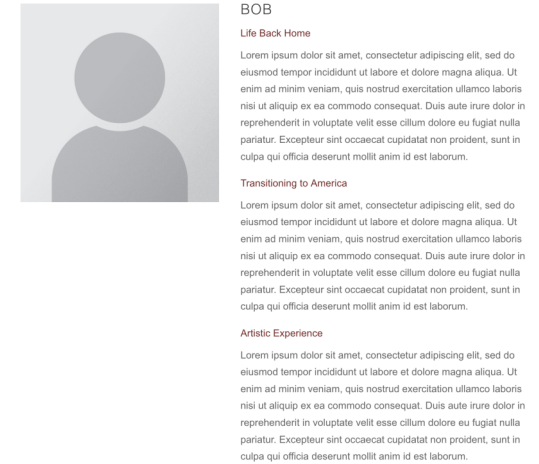 BOB
Life Back Home
Lorem ipsum dolor sit amet, consectetur adipiscing elit, sed do
eiusmod tempor incididunt ut labore et dolore magna aliqua. Ut
enim ad minim veniam, quis nostrud exercitation ullamco laboris
nisi ut aliquip ex ea commodo consequat. Duis aute irure dolor in
reprehenderit in voluptate velit esse cillum dolore eu fugiat nulla
pariatur. Excepteur sint occaecat cupidatat non proident, sunt in
culpa qui officia deserunt mollit anim id est laborum.
Transitioning to America
Lorem ipsum dolor sit amet, consectetur adipiscing elit, sed do
eiusmod tempor incididunt ut labore et dolore magna aliqua. Ut
enim ad minim veniam, quis nostrud exercitation ullamco laboris
nisi ut aliquip ex ea commodo consequat. Duis aute irure dolor in
reprehenderit in voluptate velit esse cillum dolore eu fugiat nulla
pariatur. Excepteur sint occaecat cupidatat non proident, sunt in
culpa qui officia deserunt mollit anim id est laborum.
Artistic Experience
Lorem ipsum dolor sit amet, consectetur adipiscing elit, sed do
eiusmod tempor incididunt ut labore et dolore magna aliqua. Ut
enim ad minim veniam, quis nostrud exercitation ullamco laboris
nisi ut aliquip ex ea commodo consequat. Duis aute irure dolor in
reprehenderit in voluptate velit esse cillum dolore eu fugiat nulla
pariatur. Excepteur sint occaecat cupidatat non proident, sunt in
culpa qui officia deserunt mollit anim id est laborum.